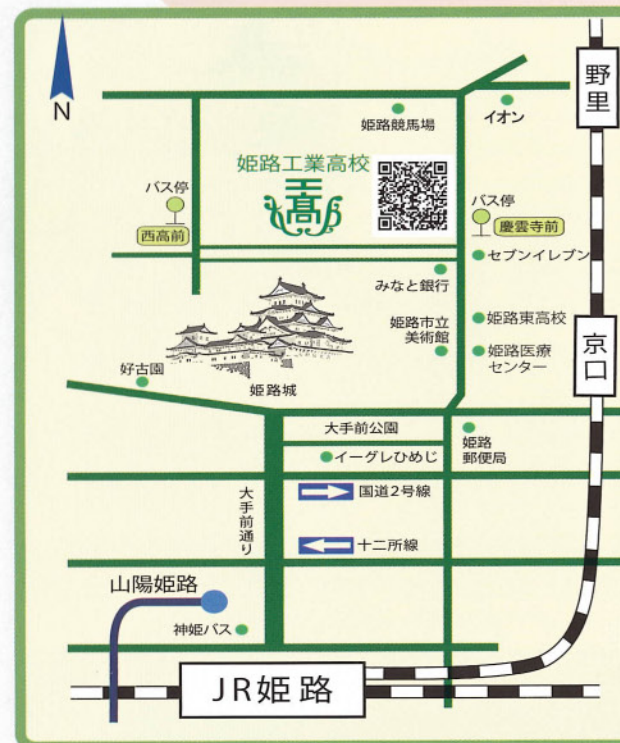 N
野里
姫路競馬場
イオン
姫路工業高校
高
バス停
西高前
バス停
慶雲寺前
セブンイレブン
みなと銀行
姫路市立
美術館
姫路東高校
姫路医療
センター
京口
好古園
姫路城
大手前公園
イーグレひめじ
姫路
郵便局
大手前通り
国道2号線
十二所線
山陽姫路
神姫バス
JR姫路